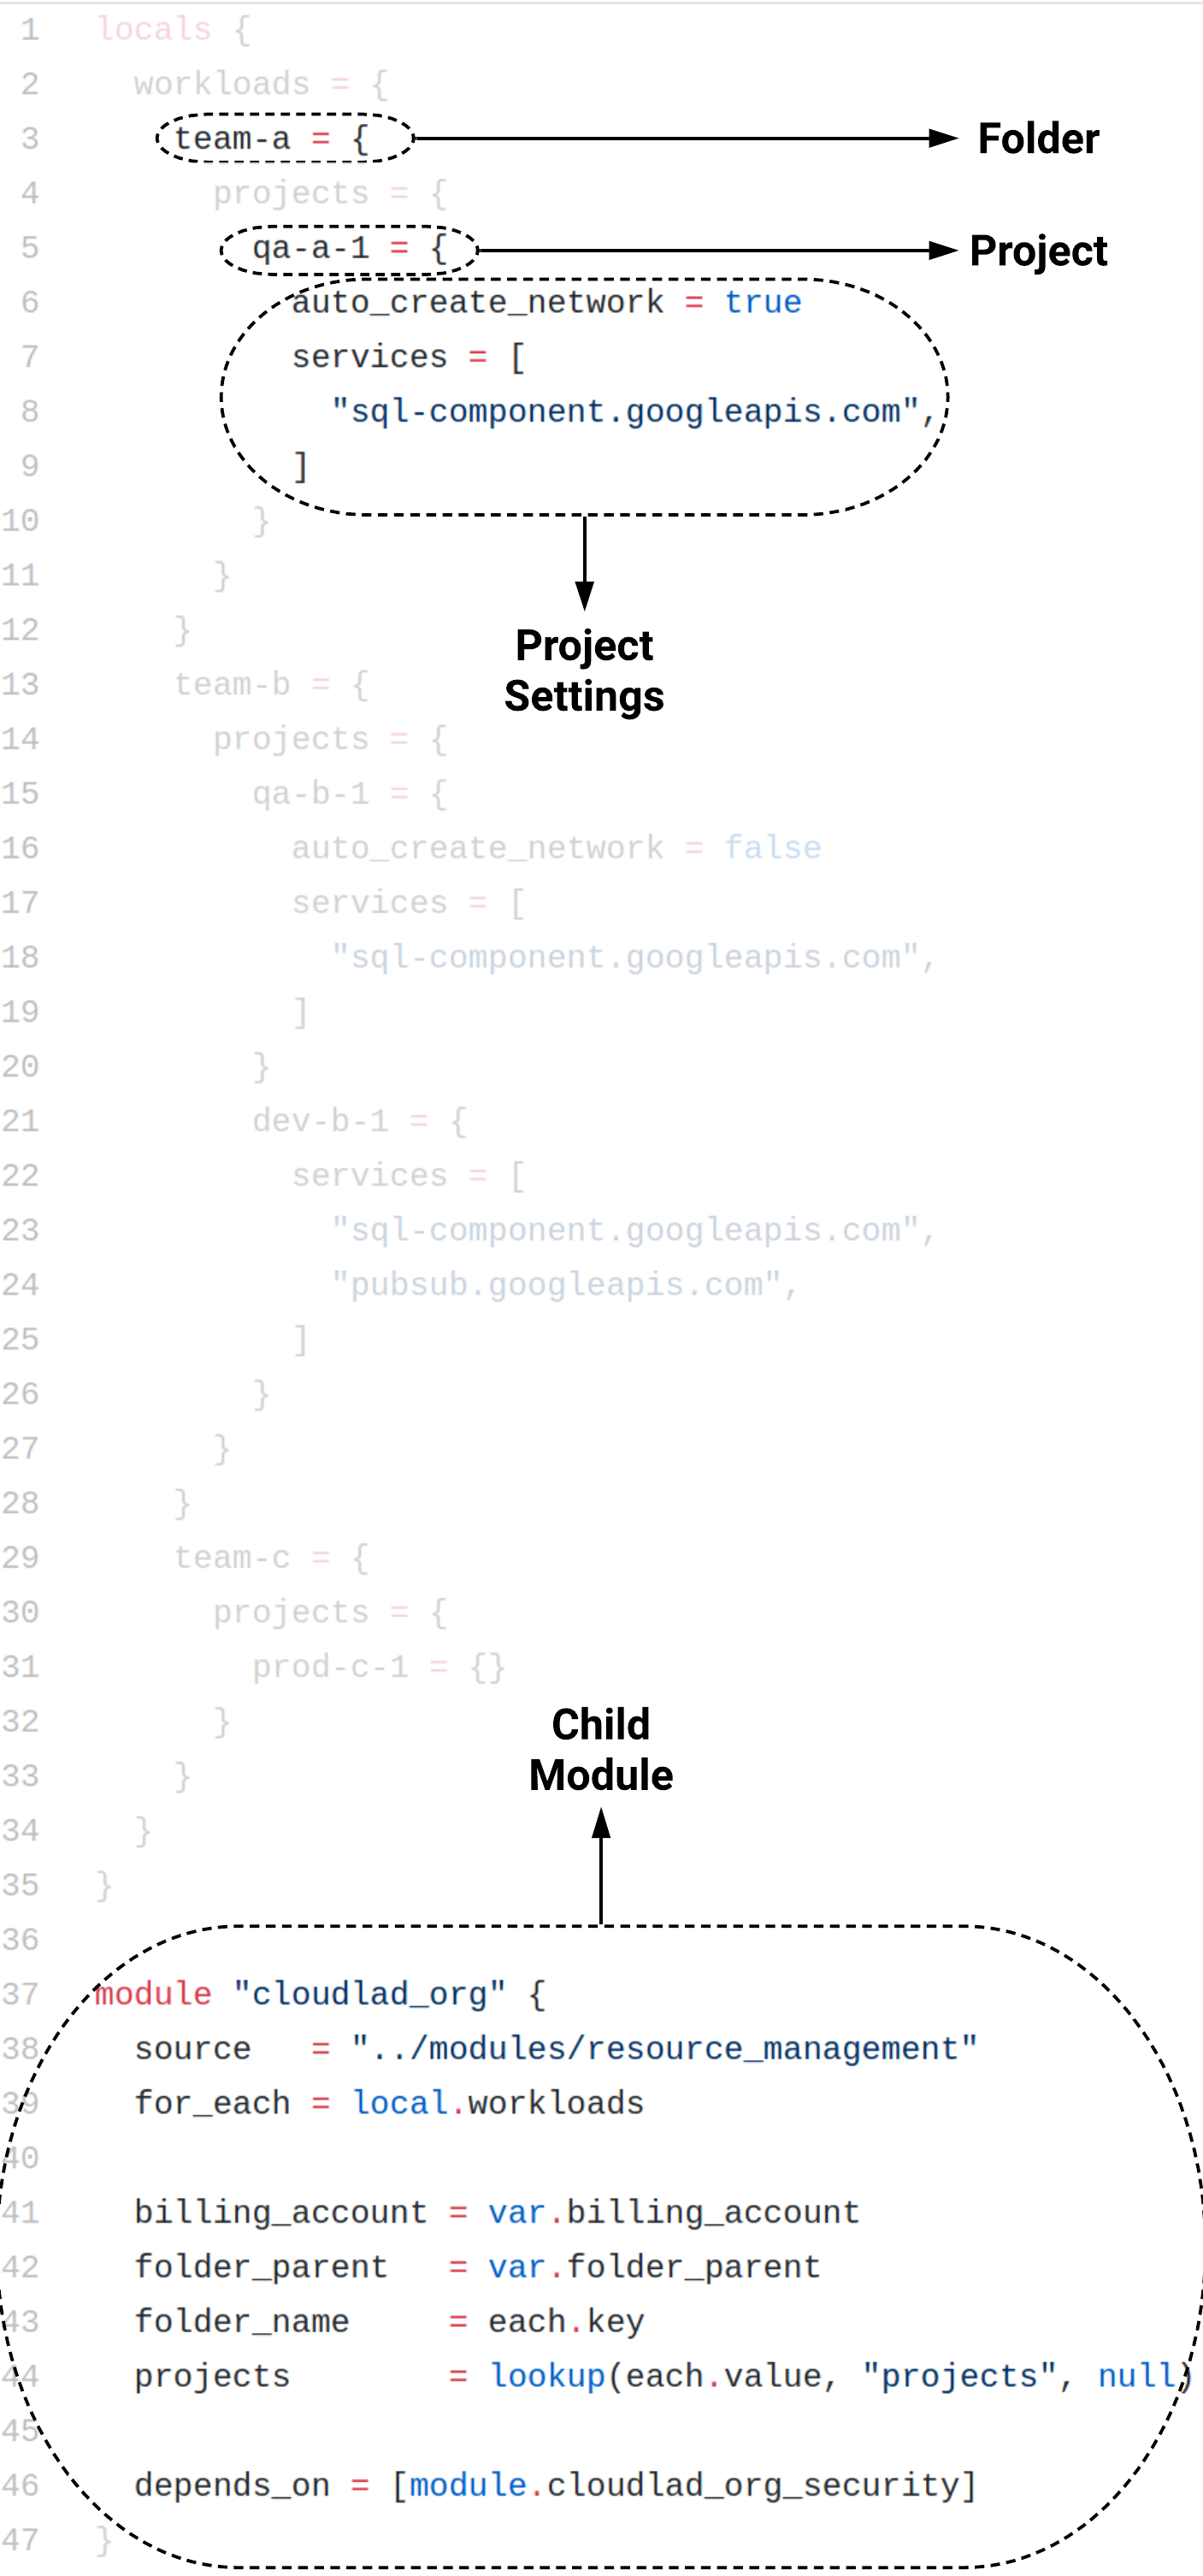 1 locals {
2 workloads = {
3 team-a = { Folder
4 projects = {
5 qa-a-1 = { Project
6 auto_create_network = true
7 services = [
8 "sql-component.googleapis.com",
9 ]
10 }
11 }
12 }
Project
Settings
13 team-b = {
14 projects = {
15 qa-b-1 = {
16 auto_create_network = false
17 services = [
18 "sql-component.googleapis.com",
19 ]
20 }
21 dev-b-1 = {
22 services = [
23 "sql-component.googleapis.com",
24 "pubsub.googleapis.com",
25 ]
26 }
27 }
28 }
29 team-c = {
30 projects = {
31 prod-c-1 = {}
32 }
33 }
Child
Module
34 }
35 }
36
37 module "cloudlad_org" {
38 source = "../modules/resource_management"
39 for_each = local.workloads
40
41 billing_account = var.billing_account
42 folder_parent = var.folder_parent
43 folder_name = each.key
44 projects = lookup(each.value, "projects", null)
45
46 depends_on = [module.cloudlad_org_security]
47 }